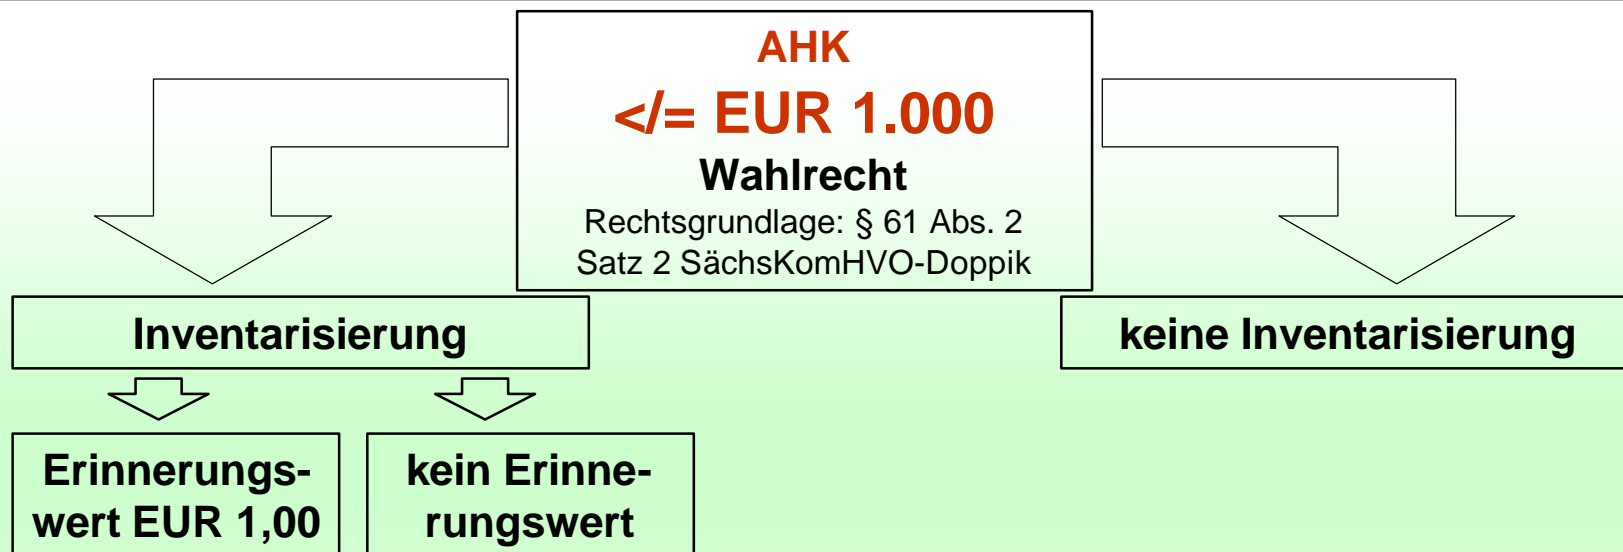 AHK
</= EUR 1.000
Wahlrecht
Rechtsgrundlage: § 61 Abs. 2
Satz 2 SächsKomHVO-Doppik
Inventarisierung
keine Inventarisierung
Erinnerungs-
wert EUR 1,00
kein Erinne-
rungswert